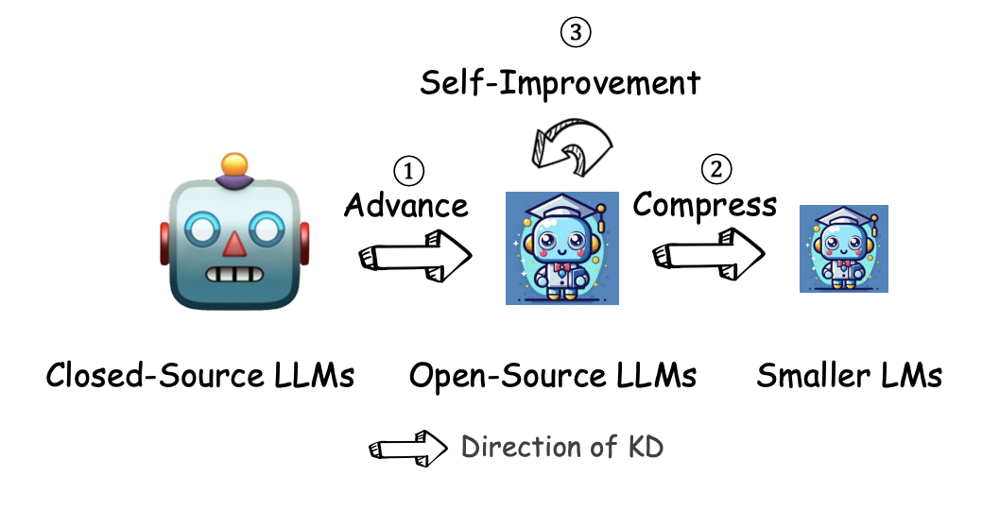 ③
Self-Improvement
①
Advance
②
Compress
Closed-Source LLMs
Open-Source LLMs
Smaller LMs
Direction of KD